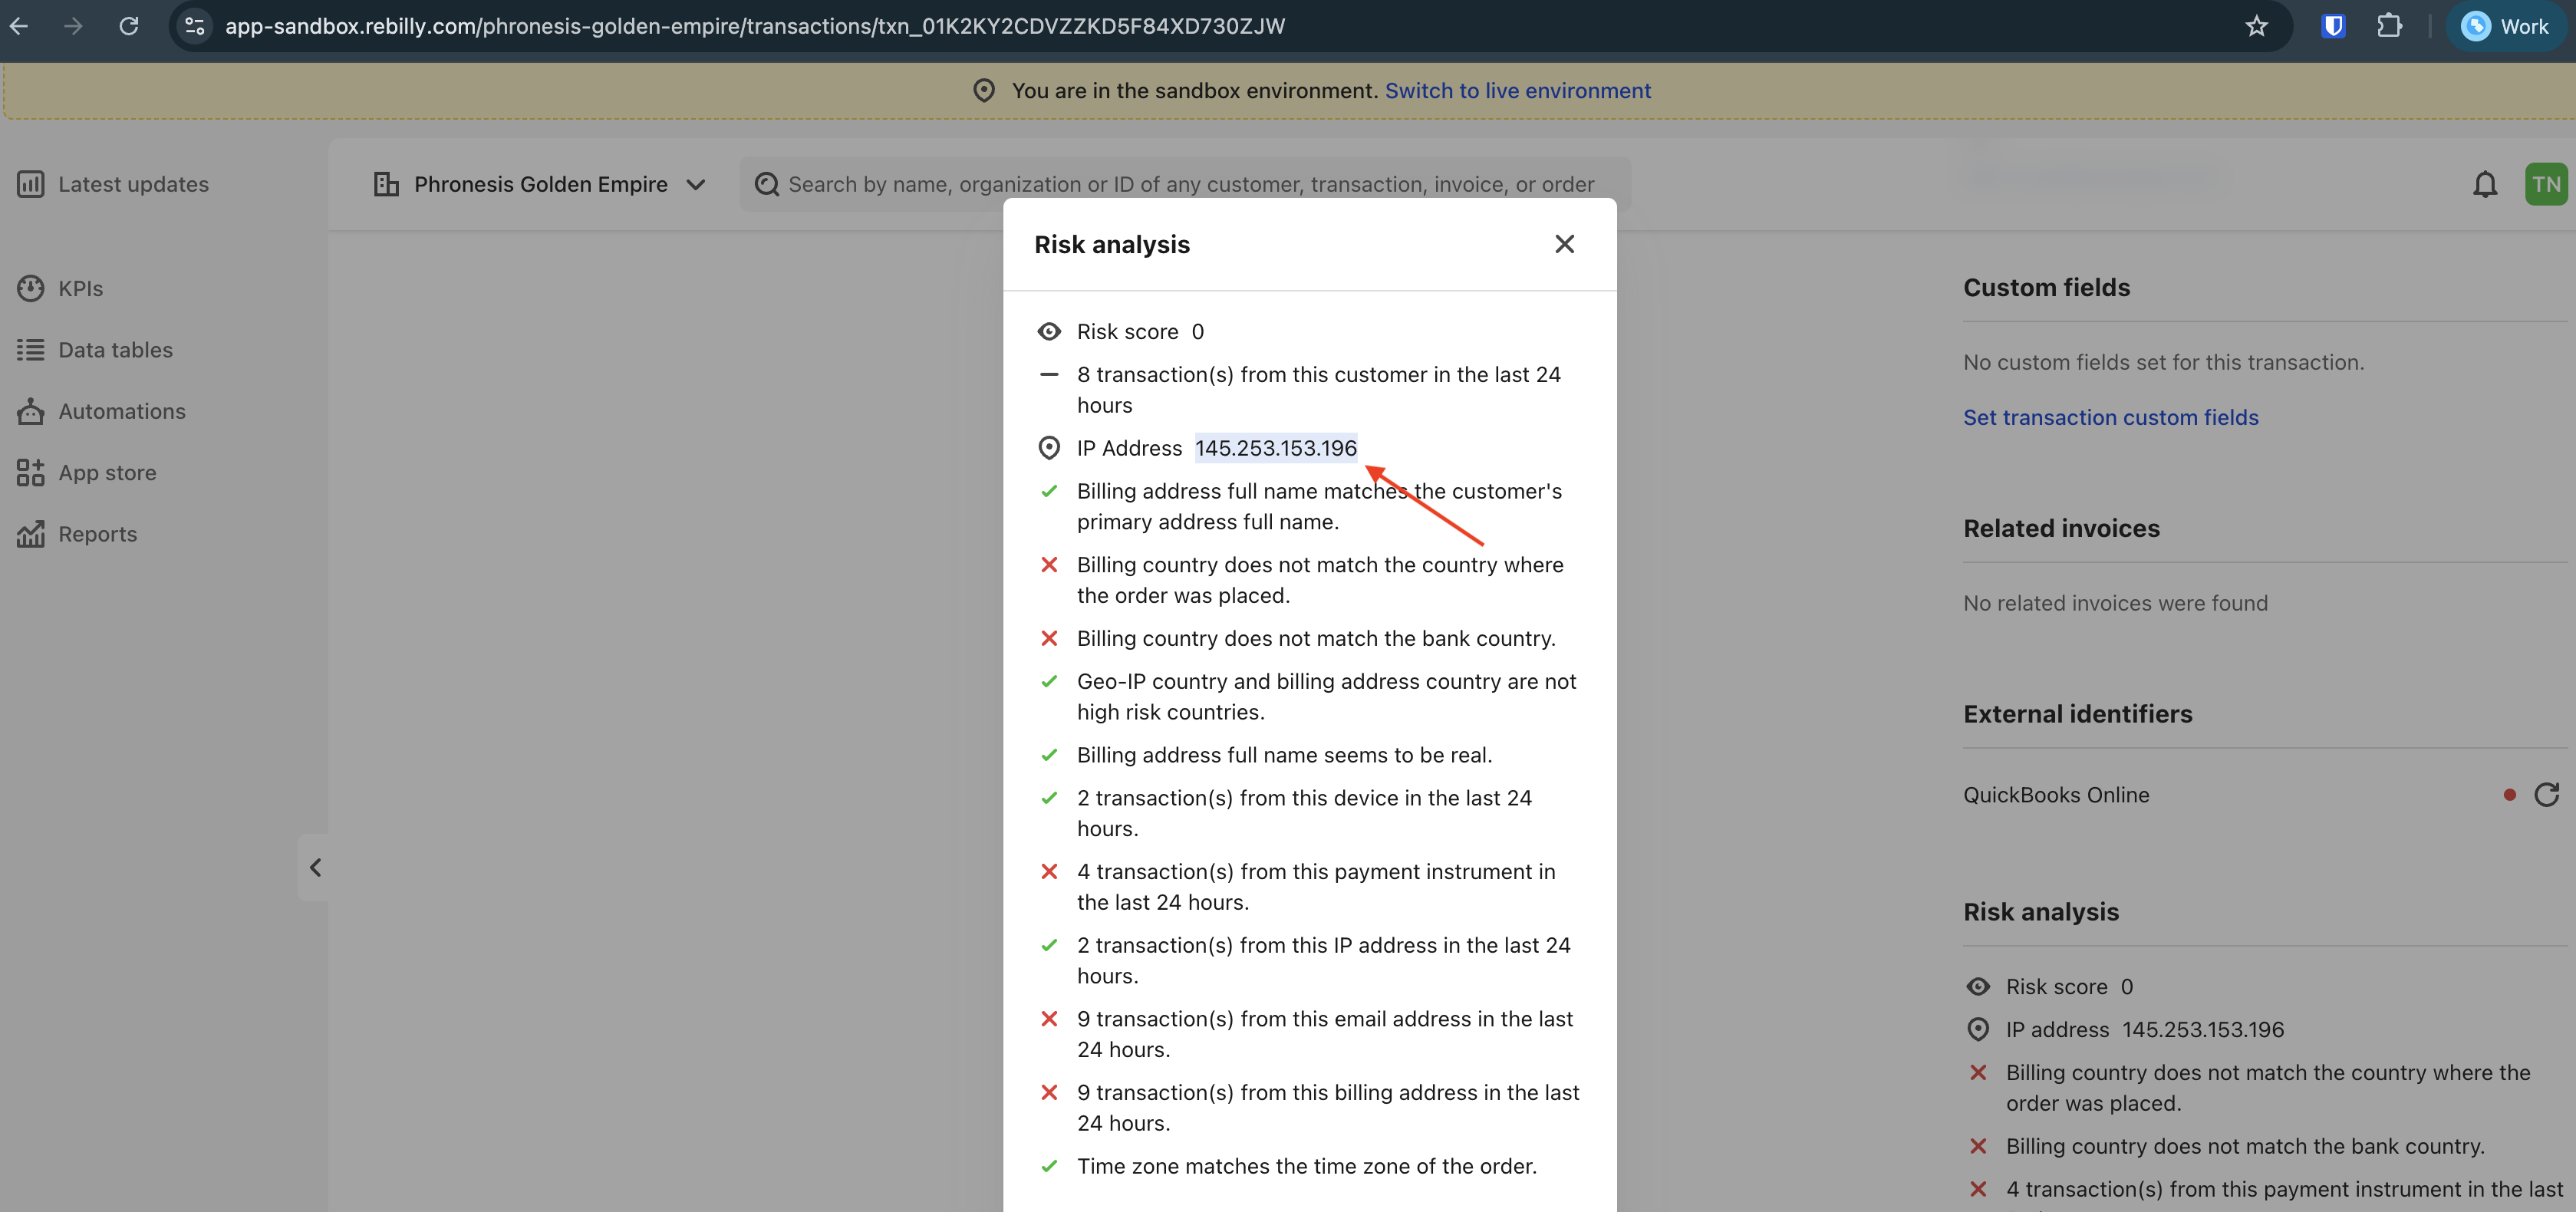 app-sandbox.rebilly.com/phronesis-golden-empire/transactions/txn_01K2KY2CDVZZKD5F84XD730ZJW
Work
You are in the sandbox environment. Switch to live environment
Latest updates
KPIs
Data tables
Automations
App store
Reports
Phronesis Golden Empire
Search by name, organization or ID of any customer, transaction, invoice, or order
TN
Risk analysis
Risk score 0
8 transaction(s) from this customer in the last 24
hours
IP Address 145.253.153.196
Billing address full name matches the customer's
primary address full name.
Billing country does not match the country where
the order was placed.
Billing country does not match the bank country.
Geo-IP country and billing address country are not
high risk countries.
Billing address full name seems to be real.
2 transaction(s) from this device in the last 24
hours.
4 transaction(s) from this payment instrument in
the last 24 hours.
2 transaction(s) from this IP address in the last 24
hours.
9 transaction(s) from this email address in the last
24 hours.
9 transaction(s) from this billing address in the last
24 hours.
Time zone matches the time zone of the order.
Custom fields
No custom fields set for this transaction.
Set transaction custom fields
Related invoices
No related invoices were found
External identifiers
QuickBooks Online
Risk analysis
Risk score 0
IP address 145.253.153.196
Billing country does not match the country where the
order was placed.
Billing country does not match the bank country.
4 transaction(s) from this payment instrument in the last